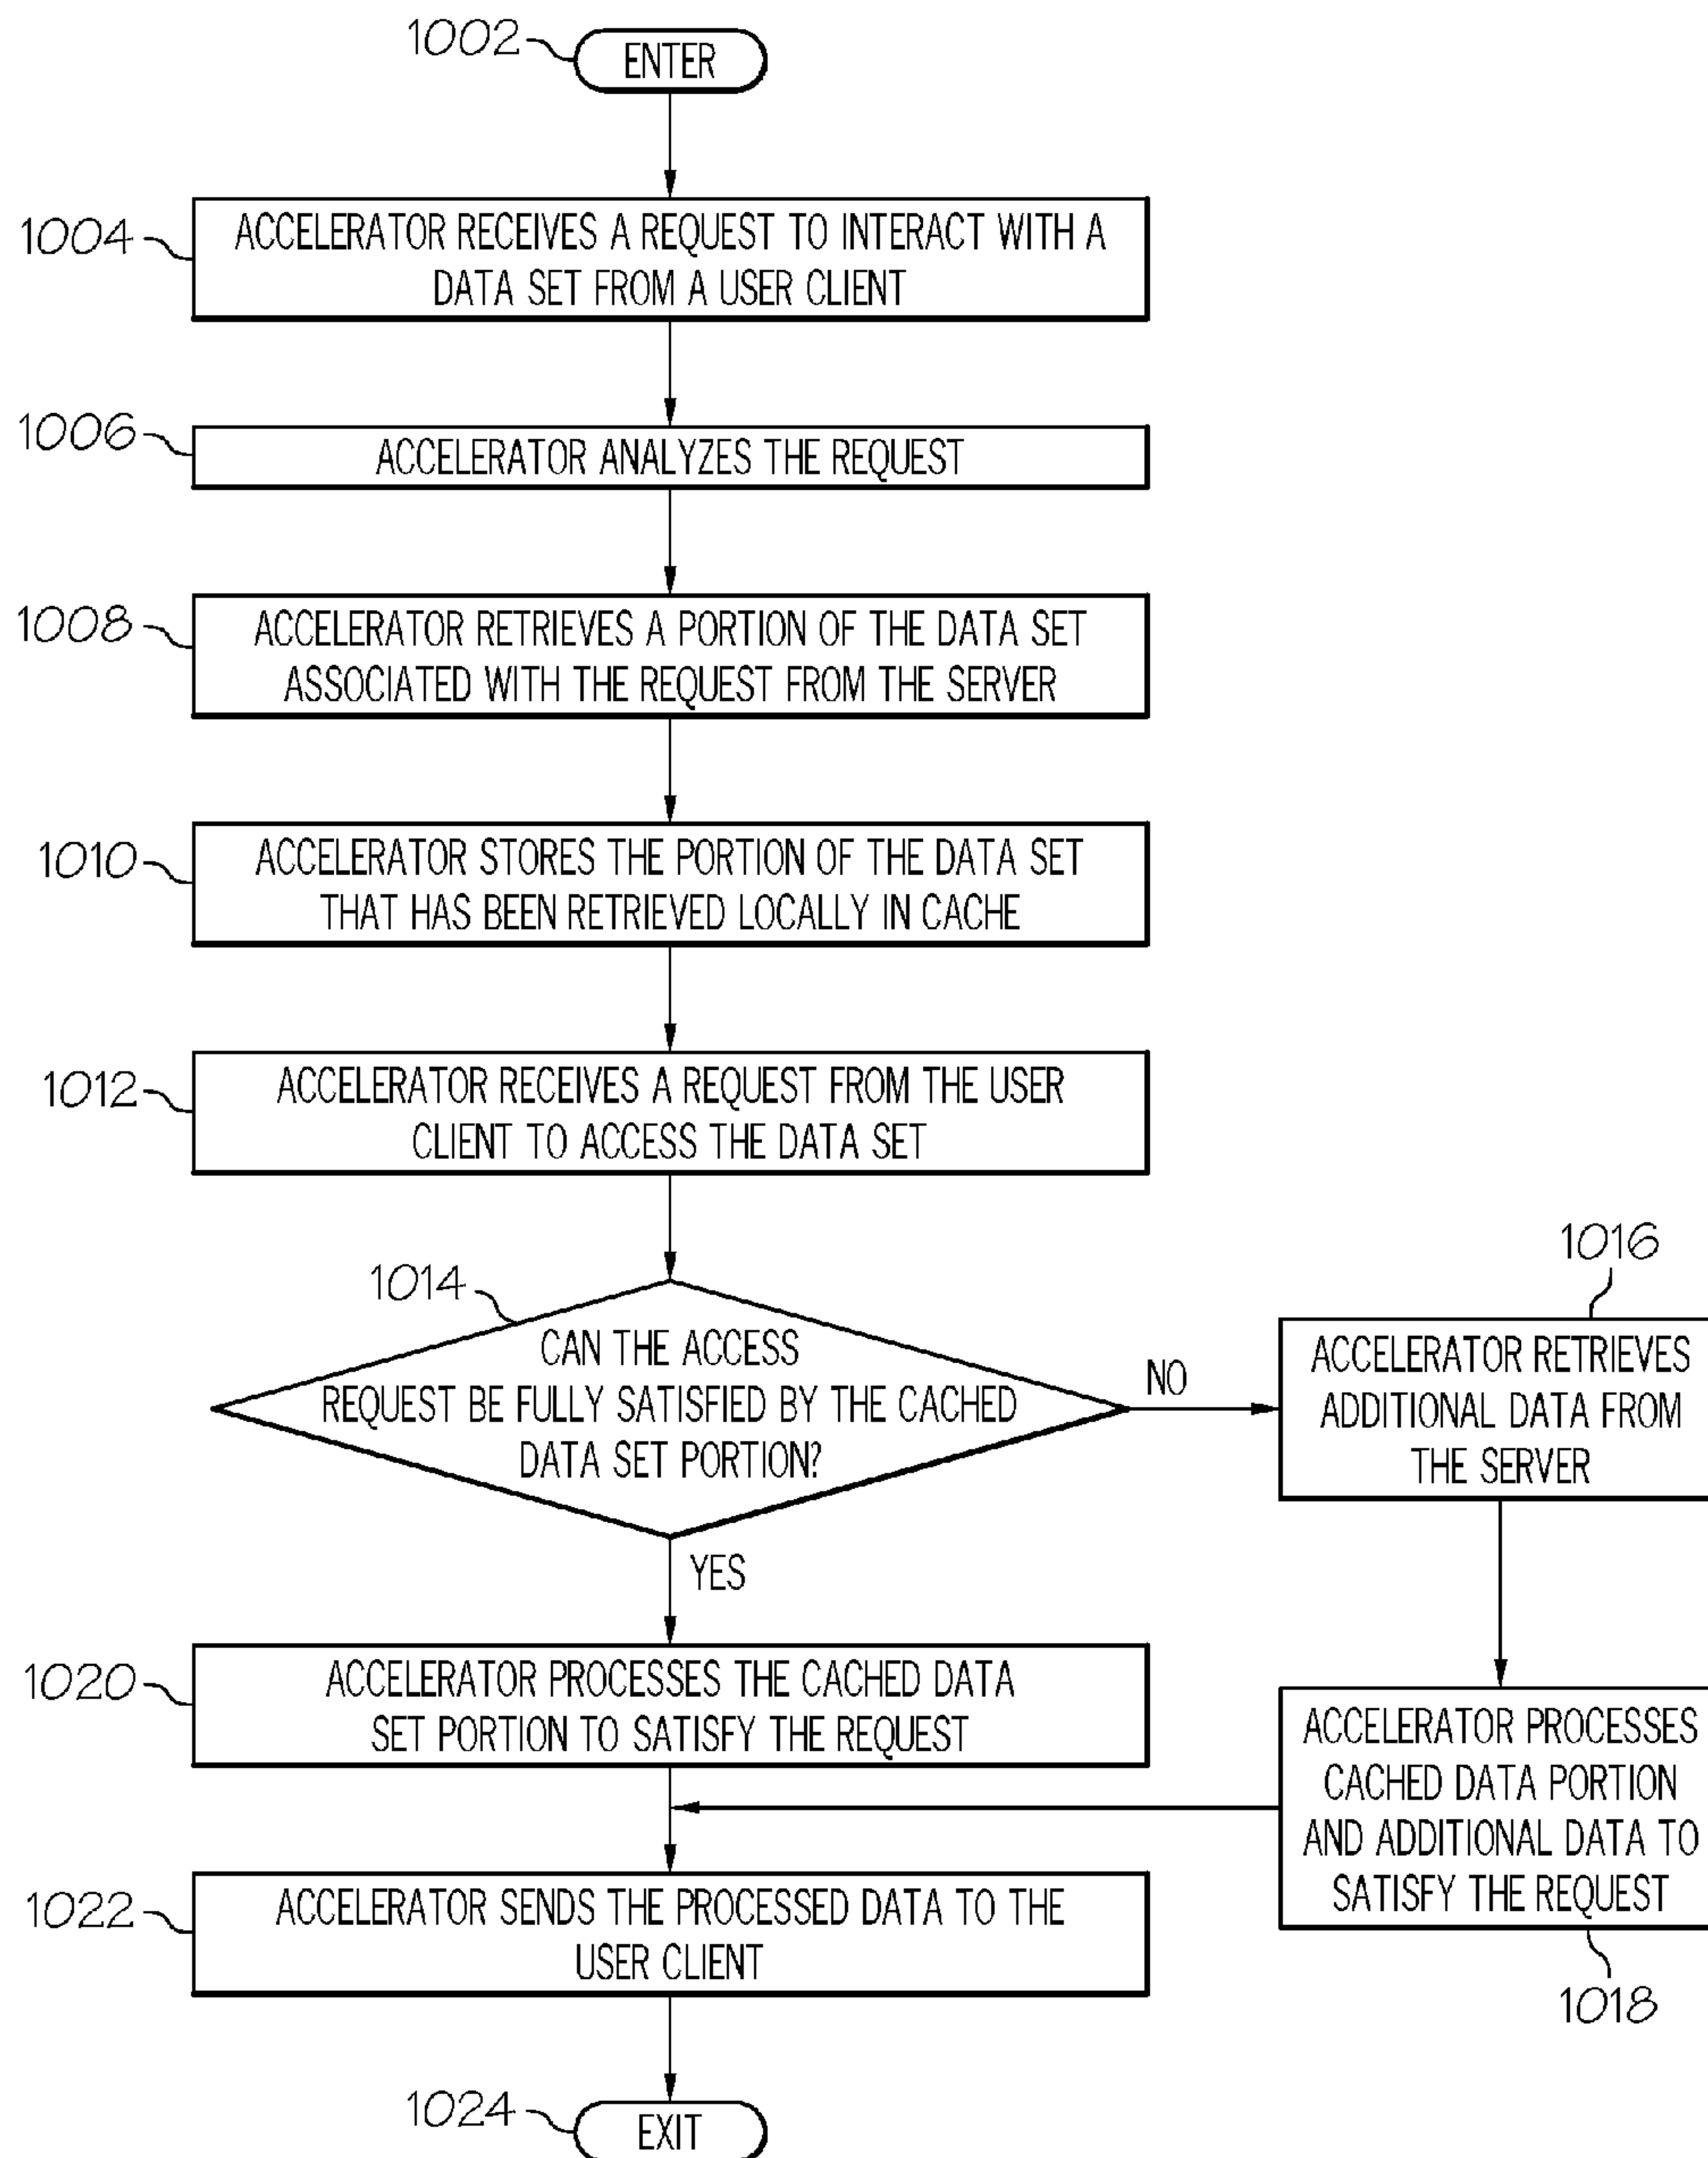 1002
ENTER
1004
ACCELERATOR RECEIVES A REQUEST TO INTERACT WITH A
DATA SET FROM A USER CLIENT
1006
ACCELERATOR ANALYZES THE REQUEST
1008
ACCELERATOR RETRIEVES A PORTION OF THE DATA SET
ASSOCIATED WITH THE REQUEST FROM THE SERVER
1010
ACCELERATOR STORES THE PORTION OF THE DATA SET
THAT HAS BEEN RETRIEVED LOCALLY IN CACHE
1012
ACCELERATOR RECEIVES A REQUEST FROM THE USER
CLIENT TO ACCESS THE DATA SET
1014
CAN THE ACCESS
REQUEST BE FULLY SATISFIED BY THE CACHED
DATA SET PORTION?
NO
1016
ACCELERATOR RETRIEVES
ADDITIONAL DATA FROM
THE SERVER
YES
1020
ACCELERATOR PROCESSES THE CACHED DATA
SET PORTION TO SATISFY THE REQUEST
ACCELERATOR PROCESSES
CACHED DATA PORTION
AND ADDITIONAL DATA TO
SATISFY THE REQUEST
1018
1022
ACCELERATOR SENDS THE PROCESSED DATA TO THE
USER CLIENT
1024
EXIT